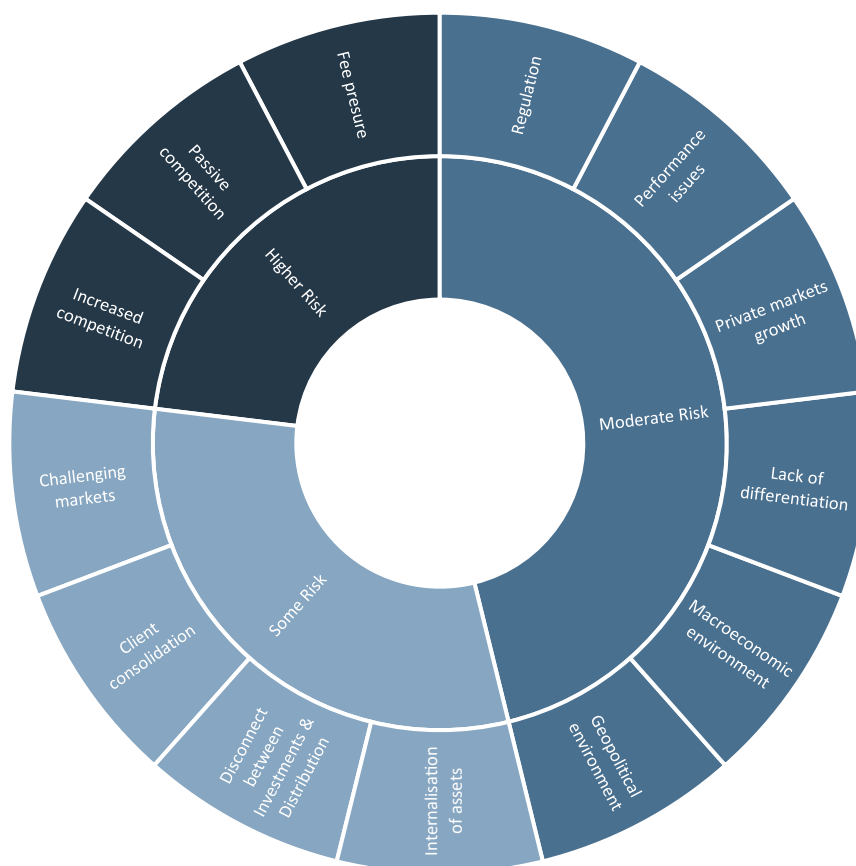 Regulation
Performance
issues
Private markets
growth
Lack of
differentiation
Macroeconomic
environment
Geopolitical
environment
Moderate Risk
Internalisation
of assets
Disconnect
between
Investments &
Distribution
Client
consolidation
Challenging
markets
Some Risk
Increased
competition
Passive
competition
Fee presure
Higher Risk